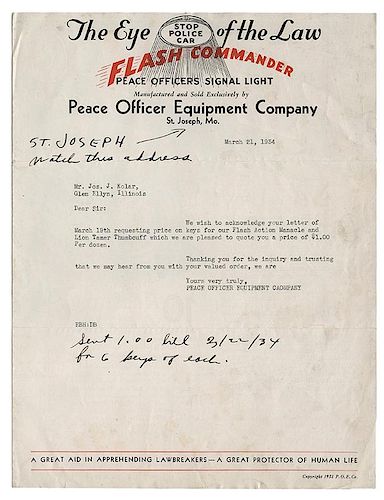 The Eye of the Law
STOP
POLICE
CAR
FLASH COMMANDER
PEACE OFFICERS SIGNAL LIGHT
Manufactured and Sold Exclusively by
Peace Officer Equipment Company
St. Joseph, Mo.
ST. JOSEPH
Watch this address
March 21, 1934
Mr. Jos. J. Kolar,
Glen Ellyn, Illinois
Dear Sir:
We wish to acknowledge your letter of
March 19th requesting price on keys for our Flash Action Manacle and
Lion Tamer Thumbcuff which we are pleased to quote you a price of $1.00
Per dozen.
Thanking you for the inquiry and trusting
that we may hear from you with your valued order, we are
Yours very truly,
PEACE OFFICER EQUIPMENT CAOMPANY
Sent 1.00 bill 3/22/34
for 6 keys of each.
A GREAT AID IN APPREHENDING LAWBREAKERS—A GREAT PROTECTOR OF HUMAN LIFE
Copyright 1932 P. O. E. Co.